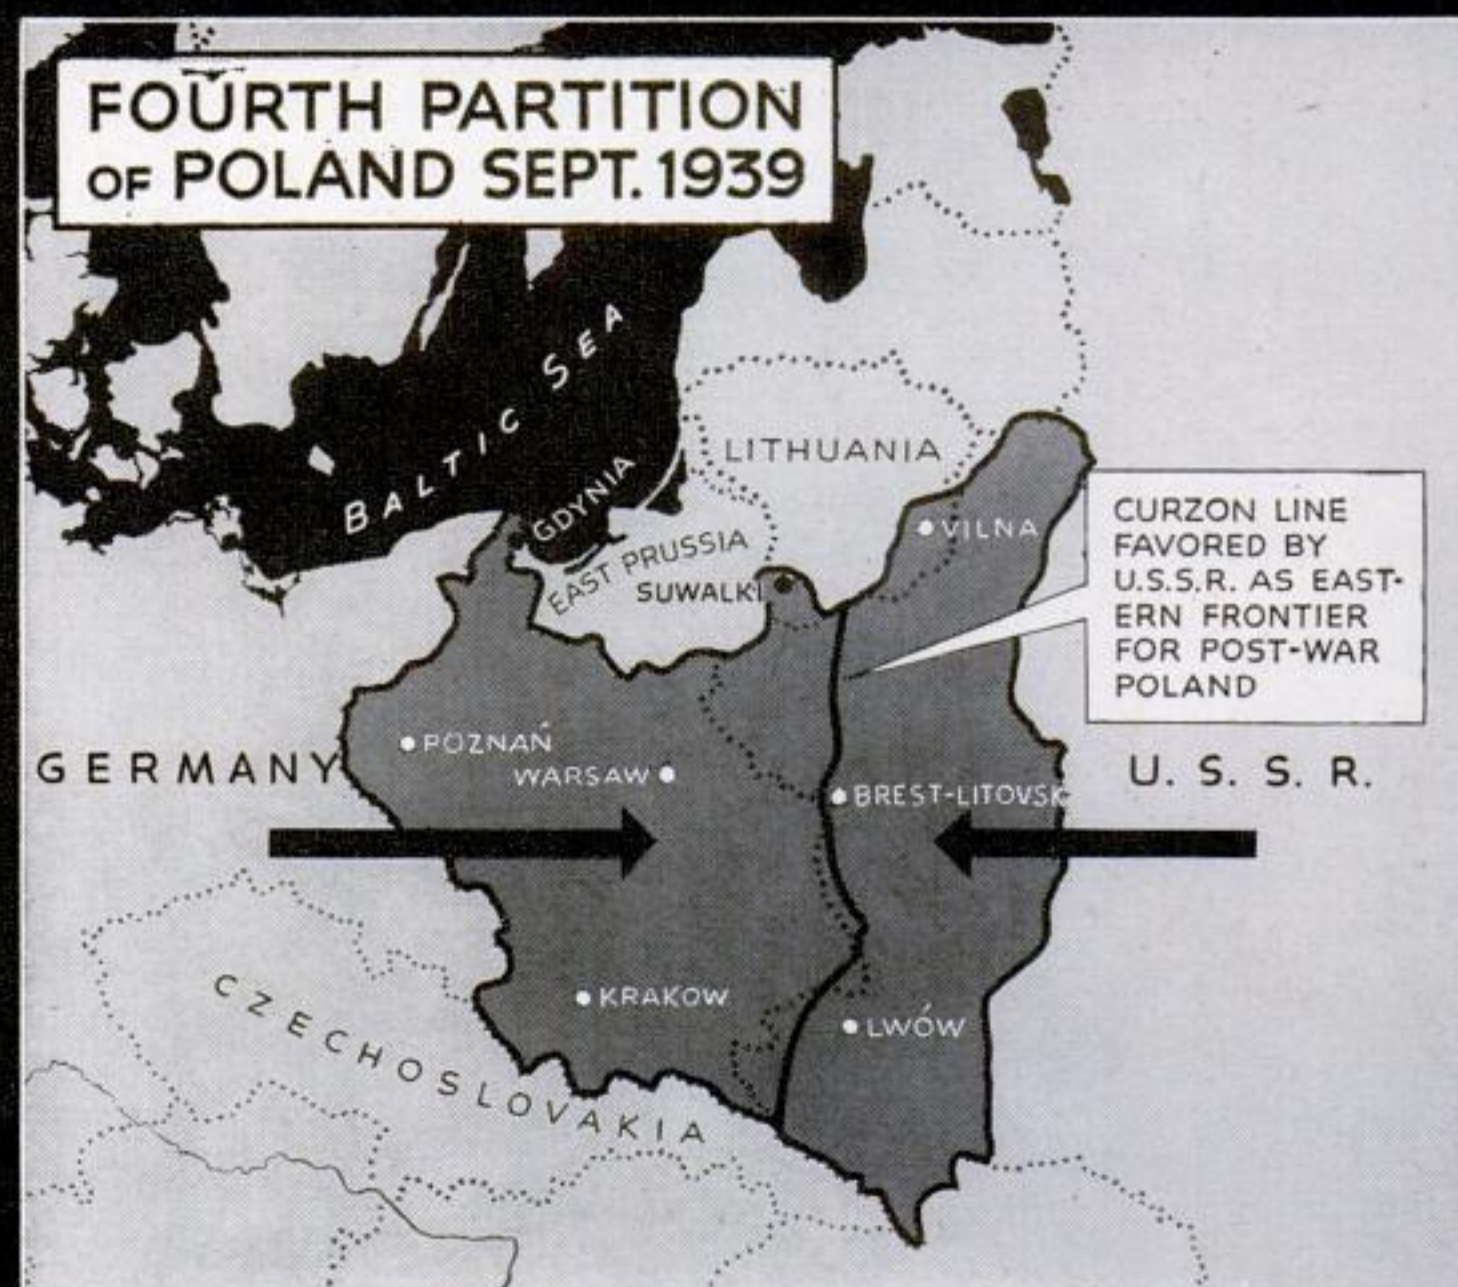 FOURTH PARTITION
OF POLAND SEPT. 1939
BALTIC SEA
LITHUANIA
GDYNIA
EAST PRUSSIA
SUWALKI
VILNA
CURZON LINE
FAVORED BY
U.S.S.R. AS EAST-
ERN FRONTIER
FOR POST-WAR
POLAND
GERMANY
POZNAŃ
WARSAW
BREST-LITOVSK
U. S. S. R.
KRAKOW
LWÓW
CZECHOSLOVAKIA